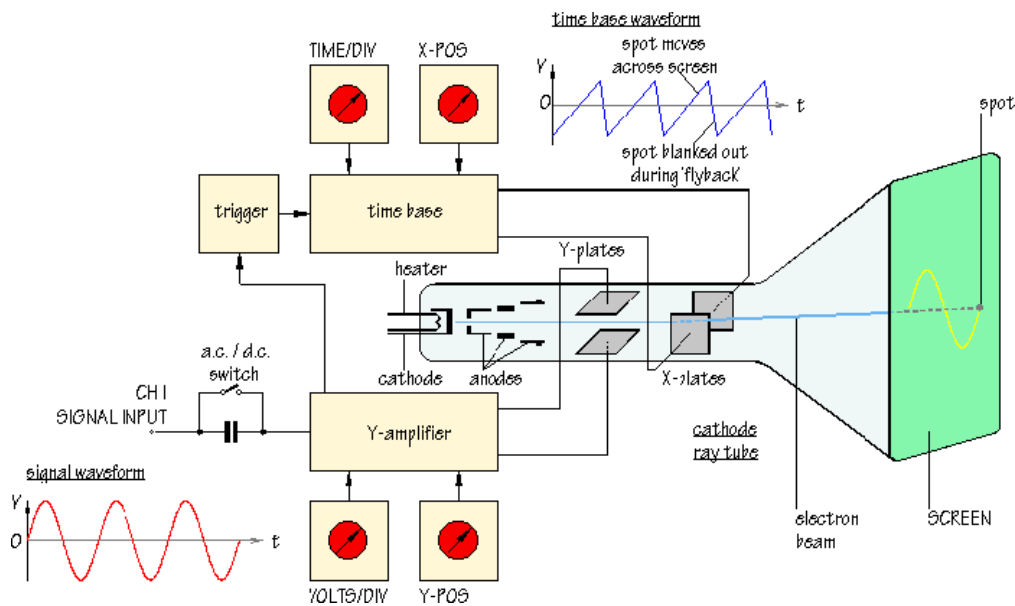 time base waveform
TIME/DIV
X-POS
spot mcves
across screen
V
O
t
spot
spot blanked out
during 'flyback'
trigger
time base
Y-plates
heater
cathode
anodes
X-plates
a.c. / d.c.
switch
CH I
SIGNAL INPUT
Y-amplifier
cathode
ray tube
signal waveform
V
O
t
electron
beam
SCREEN
VOLTS/DIV
Y-POS